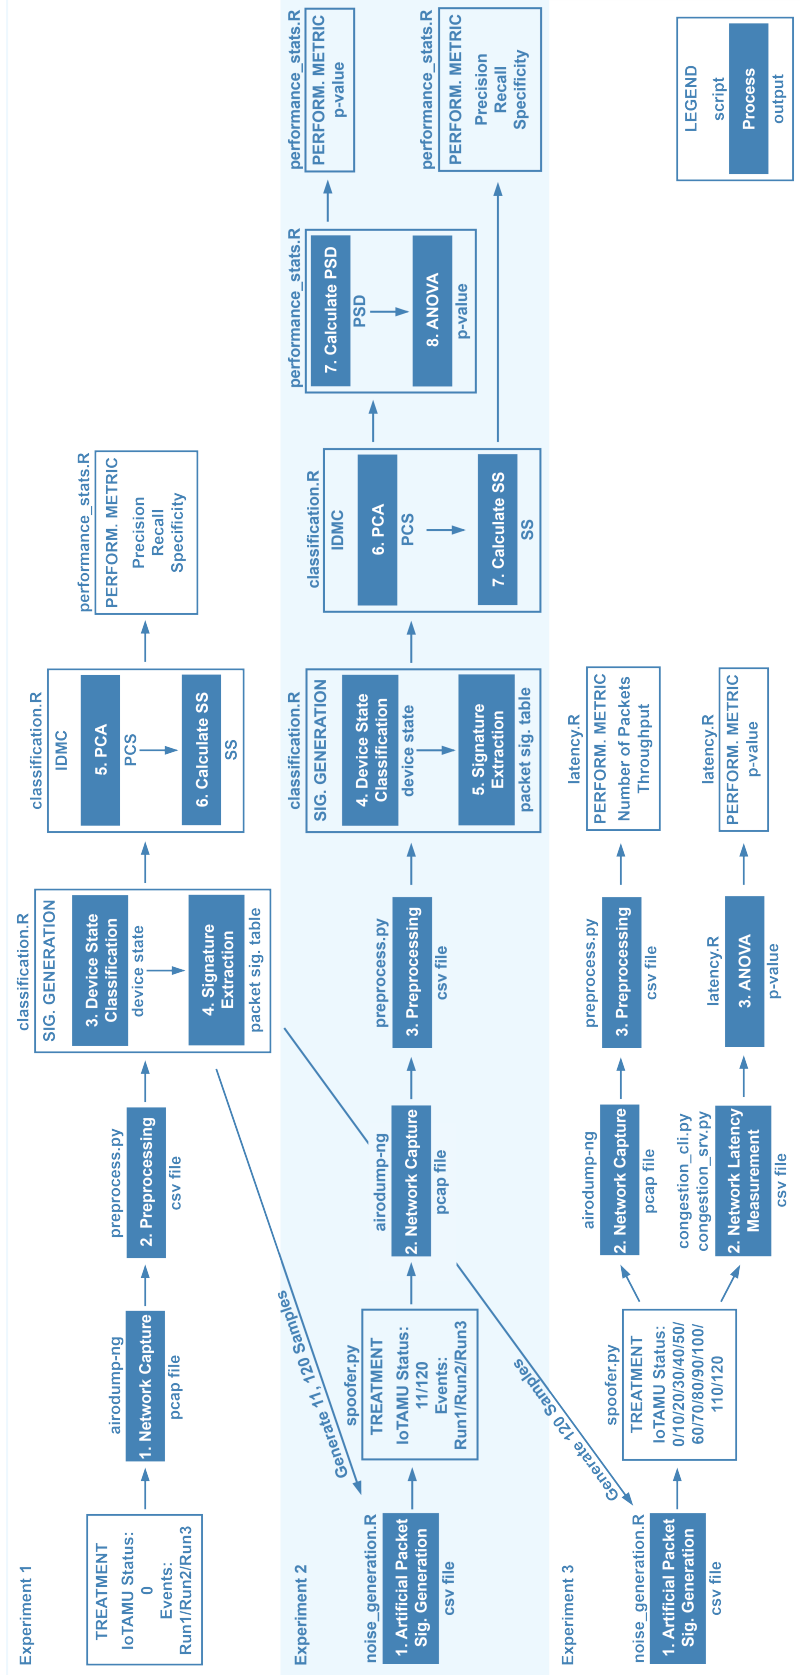 Experiment 1
TREATMENT
IoTAMU Status:
0
Events:
Run1/Run2/Run3
airodump-ng
1. Network Capture
pcap file
preprocess.py
2. Preprocessing
csv file
classification.R
SIG. GENERATION
3. Device State
Classification
device state
4. Signature
Extraction
packet sig. table
classification.R
IDMC
5. PCA
PCS
6. Calculate SS
SS
performance_stats.R
PERFORM. METRIC
Precision
Recall
Specificity
Generate 11, 120 Samples
Generate 120 Samples
Experiment 2
noise_generation.R
1. Artificial Packet
Sig. Generation
csv file
spoofer.py
TREATMENT
IoTAMU Status:
11/120
Events:
Run1/Run2/Run3
airodump-ng
2. Network Capture
pcap file
preprocess.py
3. Preprocessing
csv file
classification.R
SIG. GENERATION
4. Device State
Classification
device state
5. Signature
Extraction
packet sig. table
classification.R
IDMC
6. PCA
PCS
7. Calculate SS
SS
performance_stats.R
7. Calculate PSD
PSD
8. ANOVA
p-value
performance_stats.R
PERFORM. METRIC
p-value
performance_stats.R
PERFORM. METRIC
Precision
Recall
Specificity
Experiment 3
noise_generation.R
1. Artificial Packet
Sig. Generation
csv file
spoofer.py
TREATMENT
IoTAMU Status:
0/10/20/30/40/50/
60/70/80/90/100/
110/120
airodump-ng
2. Network Capture
pcap file
preprocess.py
3. Preprocessing
csv file
latency.R
PERFORM. METRIC
Number of Packets
Throughput
congestion_cli.py
congestion_srv.py
2. Network Latency
Measurement
csv file
latency.R
3. ANOVA
p-value
latency.R
PERFORM. METRIC
p-value
LEGEND
script
Process
output